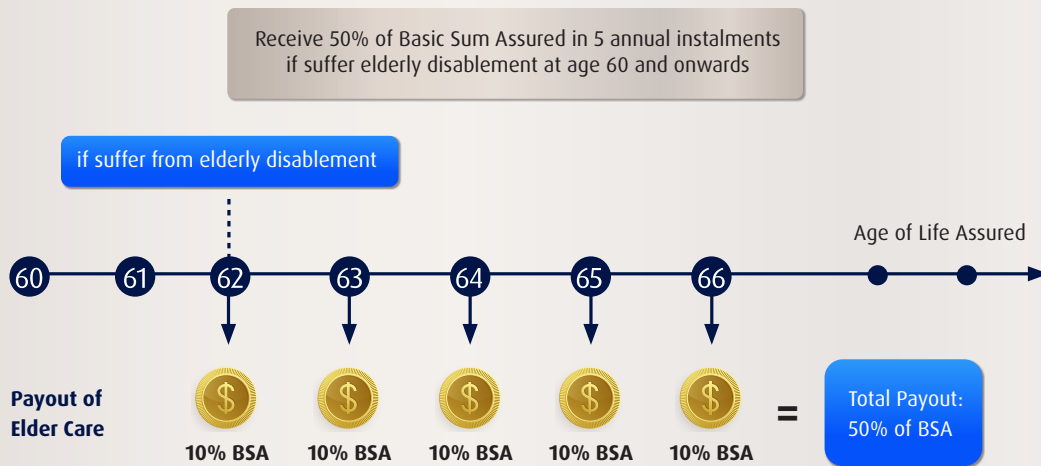 Receive 50% of Basic Sum Assured in 5 annual instalments
if suffer elderly disablement at age 60 and onwards
if suffer from elderly disablement
Age of Life Assured
60 61 62 63 64 65 66
$ $ $ $ $
Payout of
Elder Care
=
Total Payout:
50% of BSA
10% BSA 10% BSA 10% BSA 10% BSA 10% BSA